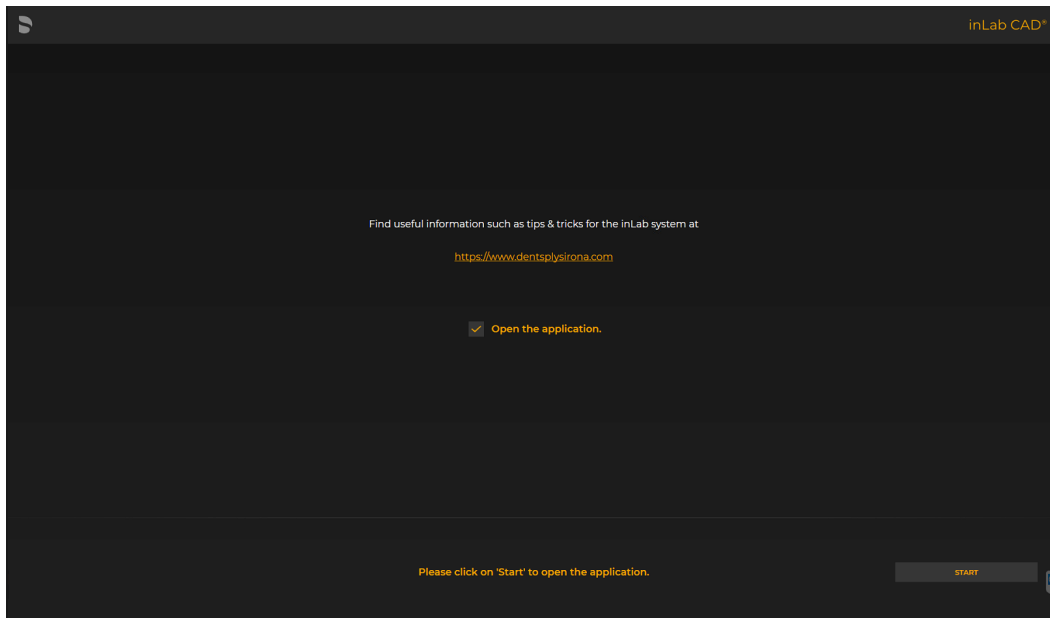 inLab CAD®
Find useful information such as tips & tricks for the inLab system at
https://www.dentsplysirona.com
Open the application.
Please click on 'Start' to open the application.
START